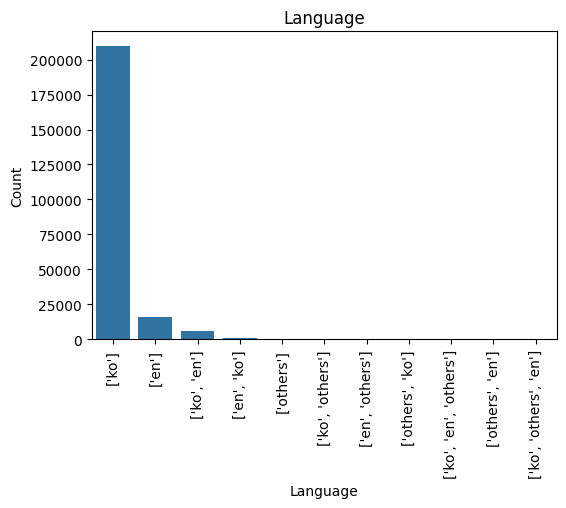 Language
200000
175000
150000
125000
100000
75000
50000
25000
0
Count
['ko']
['en']
['ko', 'en']
['en', 'ko']
['others']
['ko', 'others']
['en', 'others']
['others', 'ko']
['ko', 'en', 'others']
['others', 'en']
['ko', 'others', 'en']
Language